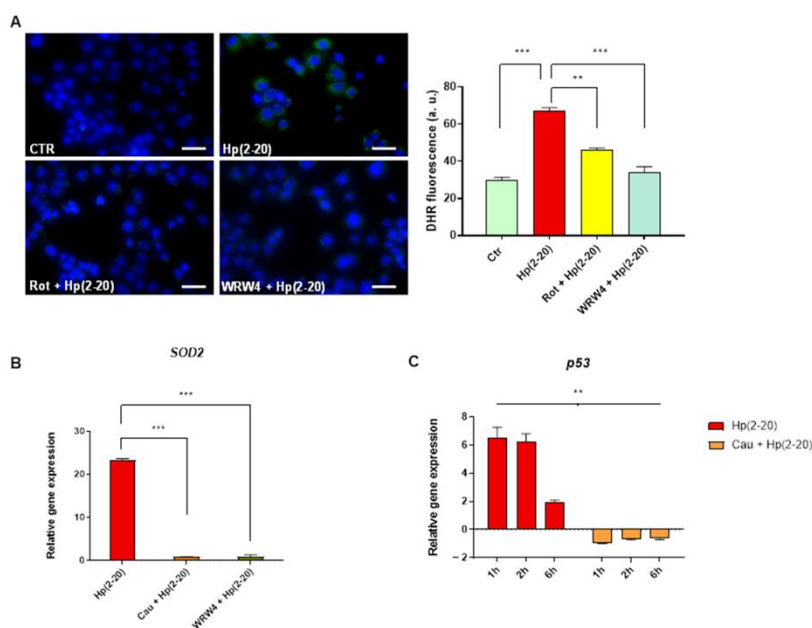 A
CTR
Hp(2-20)
Rot + Hp(2-20)
WRW4 + Hp(2-20)
DHR fluorescence (a. u.)
80
60
40
20
0
***
***
**
Ctr
Hp(2-20)
Rot + Hp(2-20)
WRW4 + Hp(2-20)
B
SOD2
Relative gene expression
30
20
10
0
***
***
Hp(2-20)
Cau + Hp(2-20)
WRW4 + Hp(2-20)
C
p53
Relative gene expression
8
6
4
2
0
−2
**
1h
2h
6h
1h
2h
6h
Hp(2-20)
Cau + Hp(2-20)